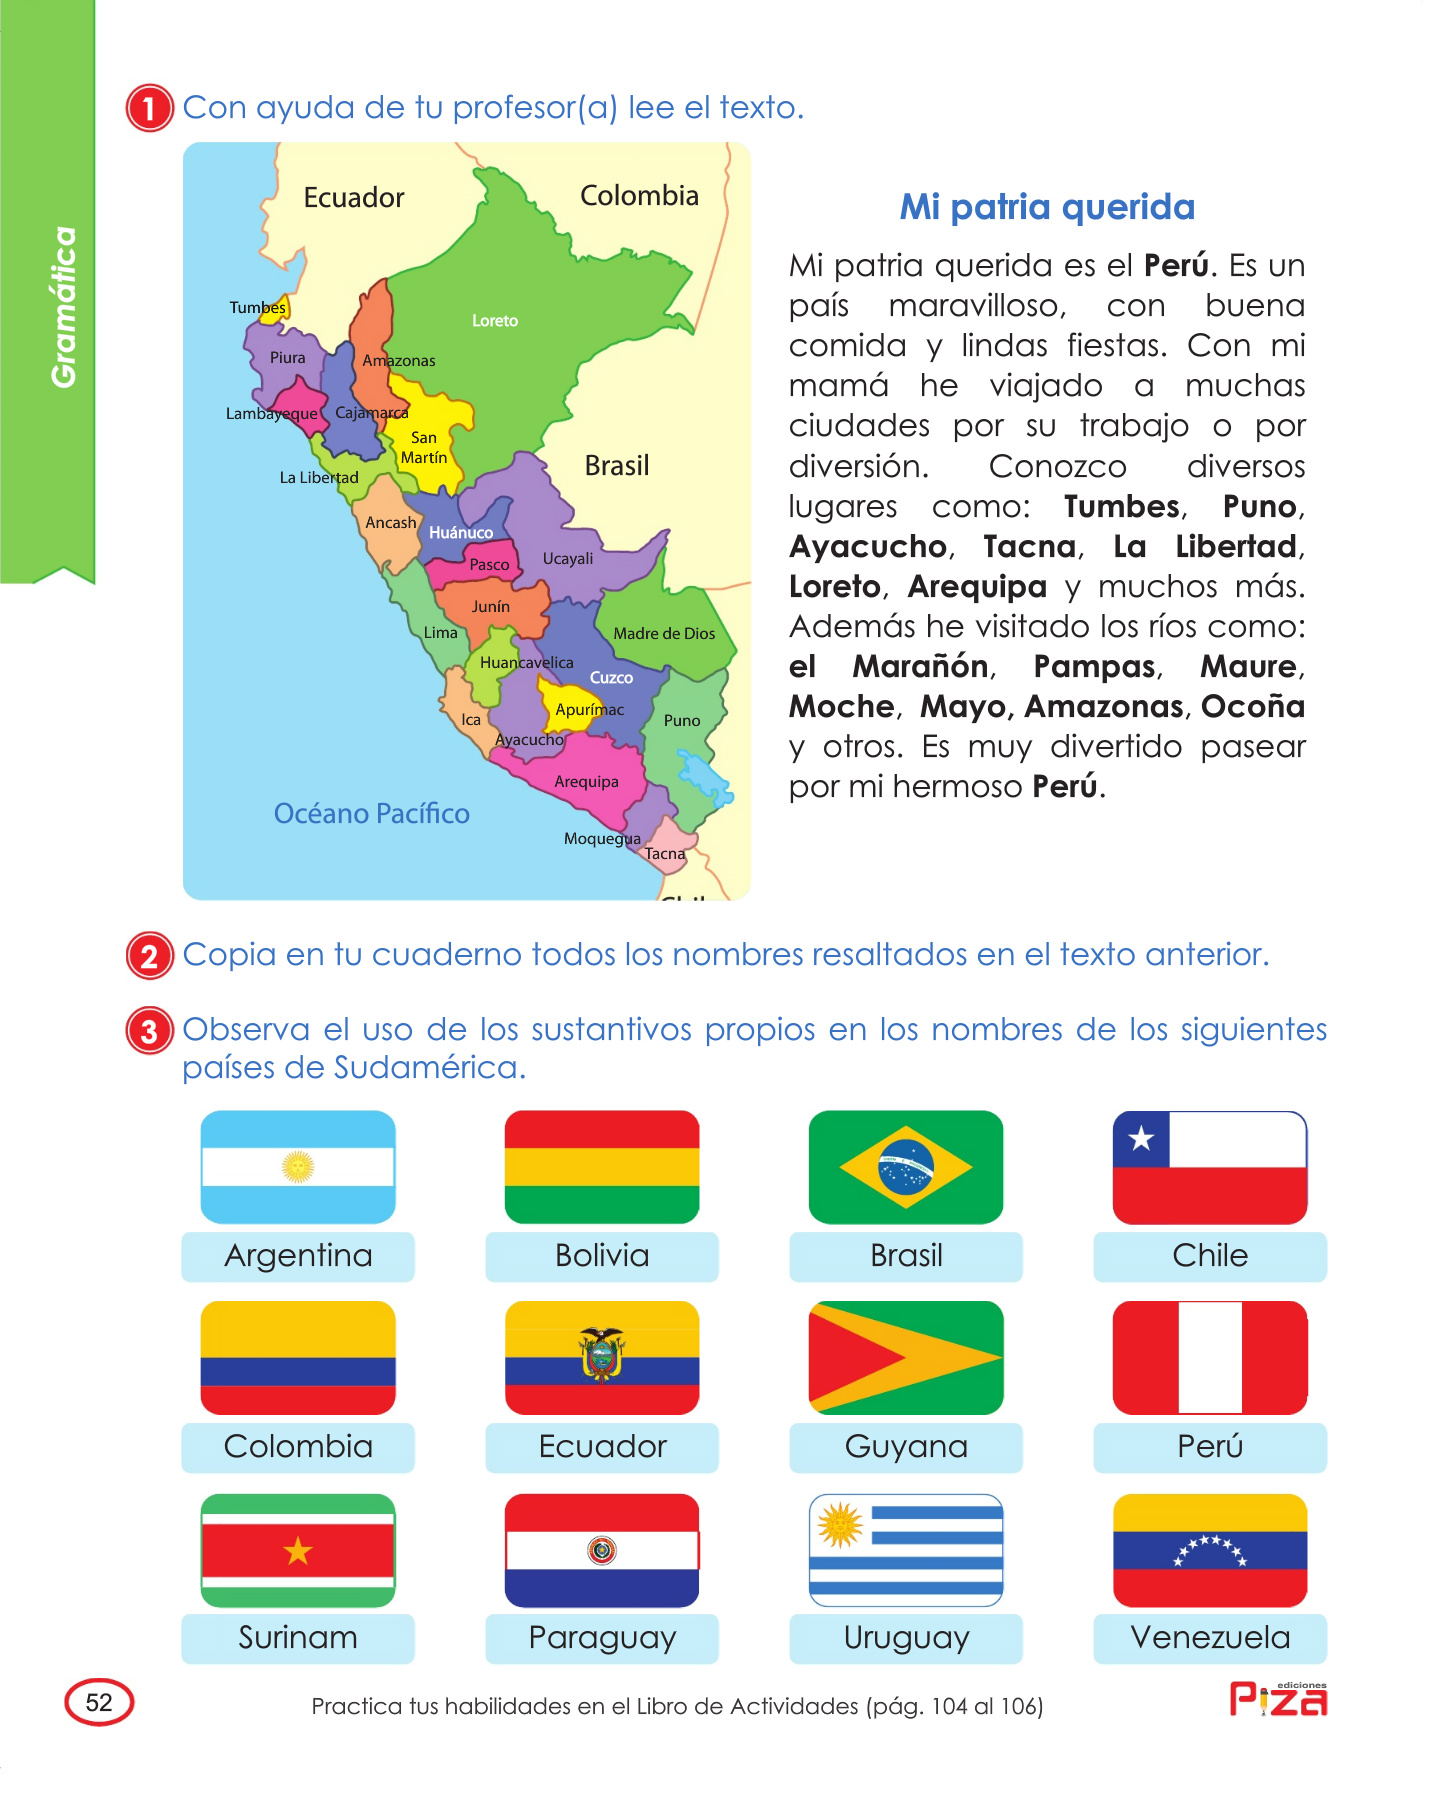 Gramática
1 Con ayuda de tu profesor(a) lee el texto.
Ecuador
Colombia
Tumbes
Loreto
Piura
Amazonas
Lambayeque
Cajamarca
San
Martín
Brasil
La Libertad
Ancash
Huánuco
Ucayali
Pasco
Junín
Lima
Madre de Dios
Huancavelica
Cuzco
Ica
Apurímac
Puno
Ayacucho
Arequipa
Océano Pacífico
Moquegua
Tacna
Mi patria querida
Mi patria querida es el Perú. Es un
país maravilloso, con buena
comida y lindas fiestas. Con mi
mamá he viajado a muchas
ciudades por su trabajo o por
diversión. Conozco diversos
lugares como: Tumbes, Puno,
Ayacucho, Tacna, La Libertad,
Loreto, Arequipa y muchos más.
Además he visitado los ríos como:
el Marañón, Pampas, Maure,
Moche, Mayo, Amazonas, Ocoña
y otros. Es muy divertido pasear
por mi hermoso Perú.
2 Copia en tu cuaderno todos los nombres resaltados en el texto anterior.
3 Observa el uso de los sustantivos propios en los nombres de los siguientes
países de Sudamérica.
Argentina
Bolivia
Brasil
Chile
Colombia
Ecuador
Guyana
Perú
Surinam
Paraguay
Uruguay
Venezuela
52
Practica tus habilidades en el Libro de Actividades (pág. 104 al 106)
ediciones
Piza